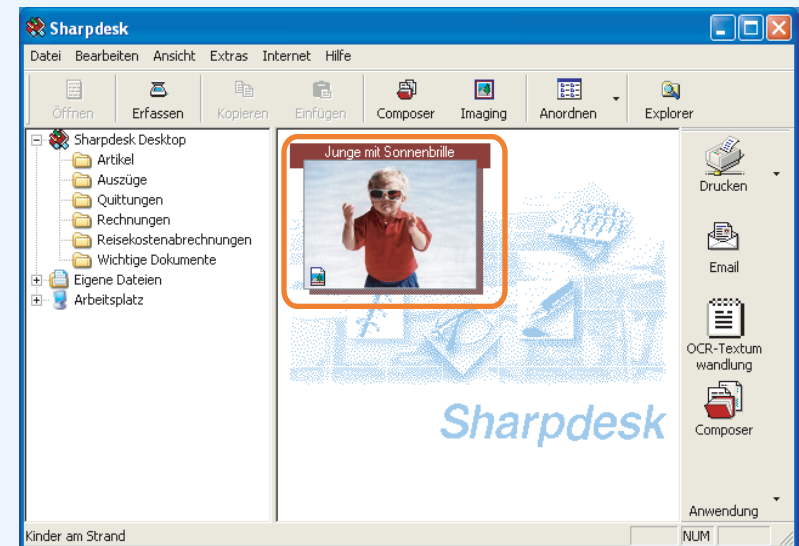 Sharpdesk
Datei Bearbeiten Ansicht Extras Internet Hilfe
Öffnen Erfassen Kopieren Einfügen Composer Imaging Anordnen Explorer
Sharpdesk Desktop
Artikel
Auszüge
Quittungen
Rechnungen
Reisekostenabrechnungen
Wichtige Dokumente
Eigene Dateien
Arbeitsplatz
Junge mit Sonnenbrille
Sharpdesk
Drucken
Email
OCR-Textum
wandlung
Composer
Anwendung
Kinder am Strand NUM